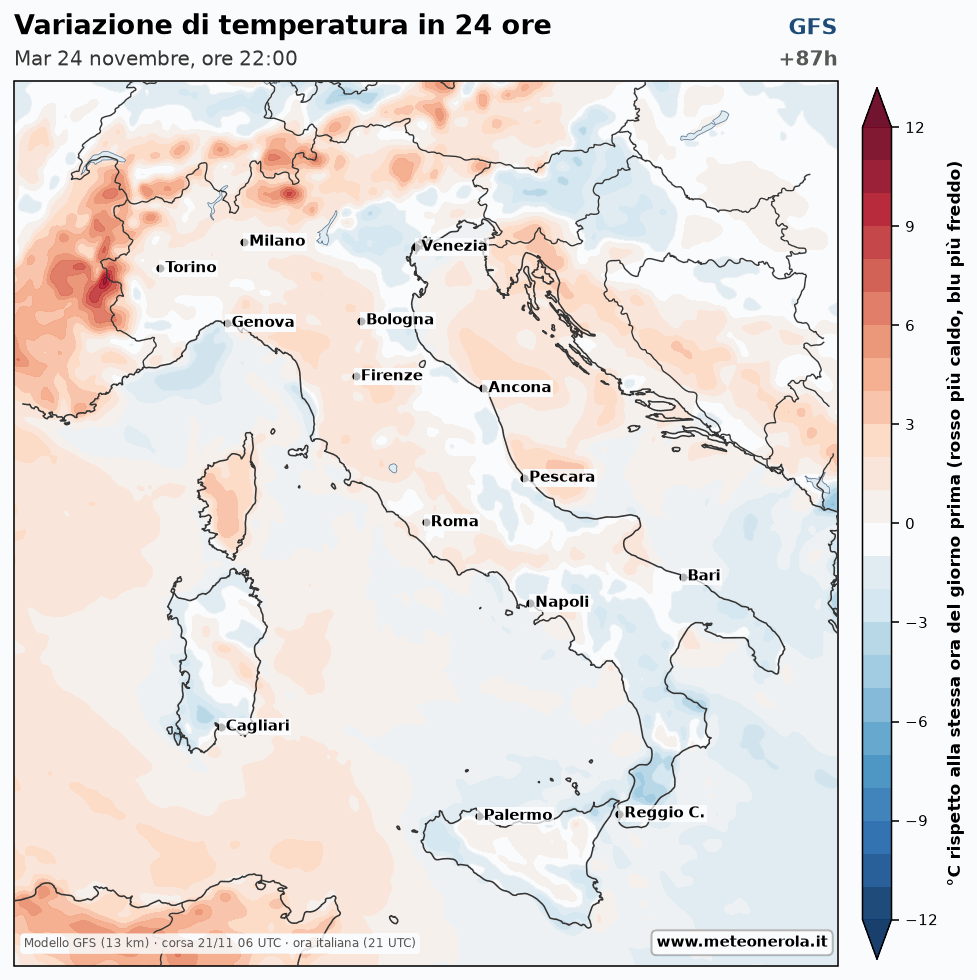 Variazione di temperatura in 24 ore
GFS
Mar 24 novembre, ore 22:00
+87h
Milano
Venezia
Torino
Genova
Bologna
Firenze
Ancona
Pescara
Roma
Bari
Napoli
Cagliari
Palermo
Reggio C.
12
9
6
3
0
−3
−6
−9
−12
°C rispetto alla stessa ora del giorno prima (rosso più caldo, blu più freddo)
Modello GFS (13 km) · corsa 21/11 06 UTC · ora italiana (21 UTC)
www.meteonerola.it